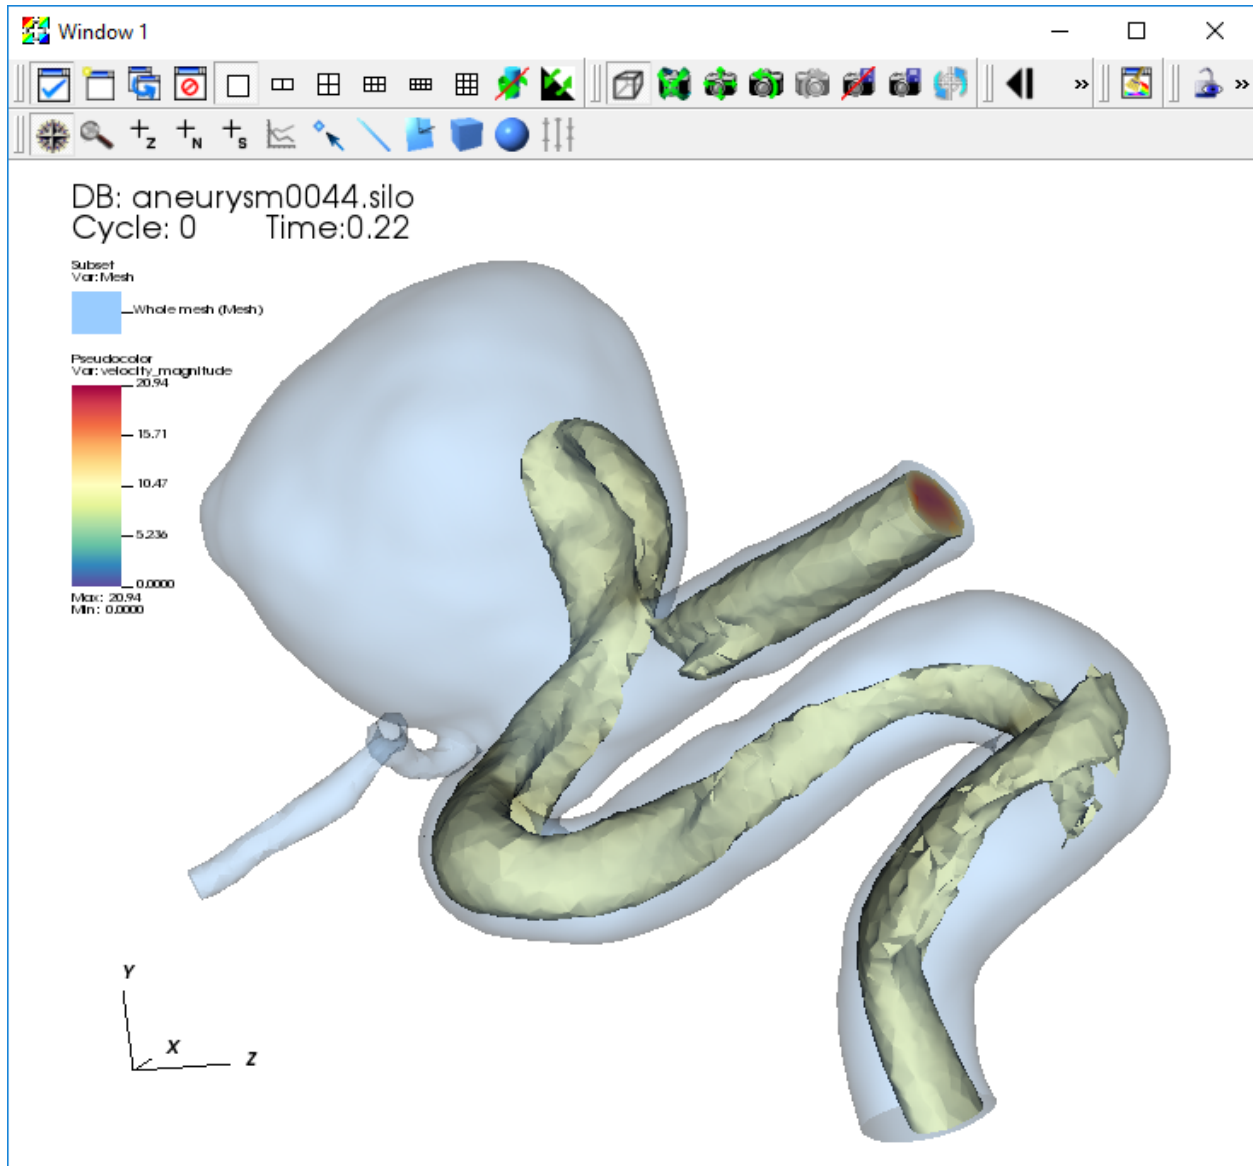 Window 1
DB: aneurysm0044.silo
Cycle: 0 Time:0.22
Subset
Var: Mesh
Whole mesh (Mesh)
Pseudocolor
Var: velocity_magnitude
20.94
15.71
10.47
5.236
0.0000
Max: 20.94
Min: 0.0000
Y
X
Z